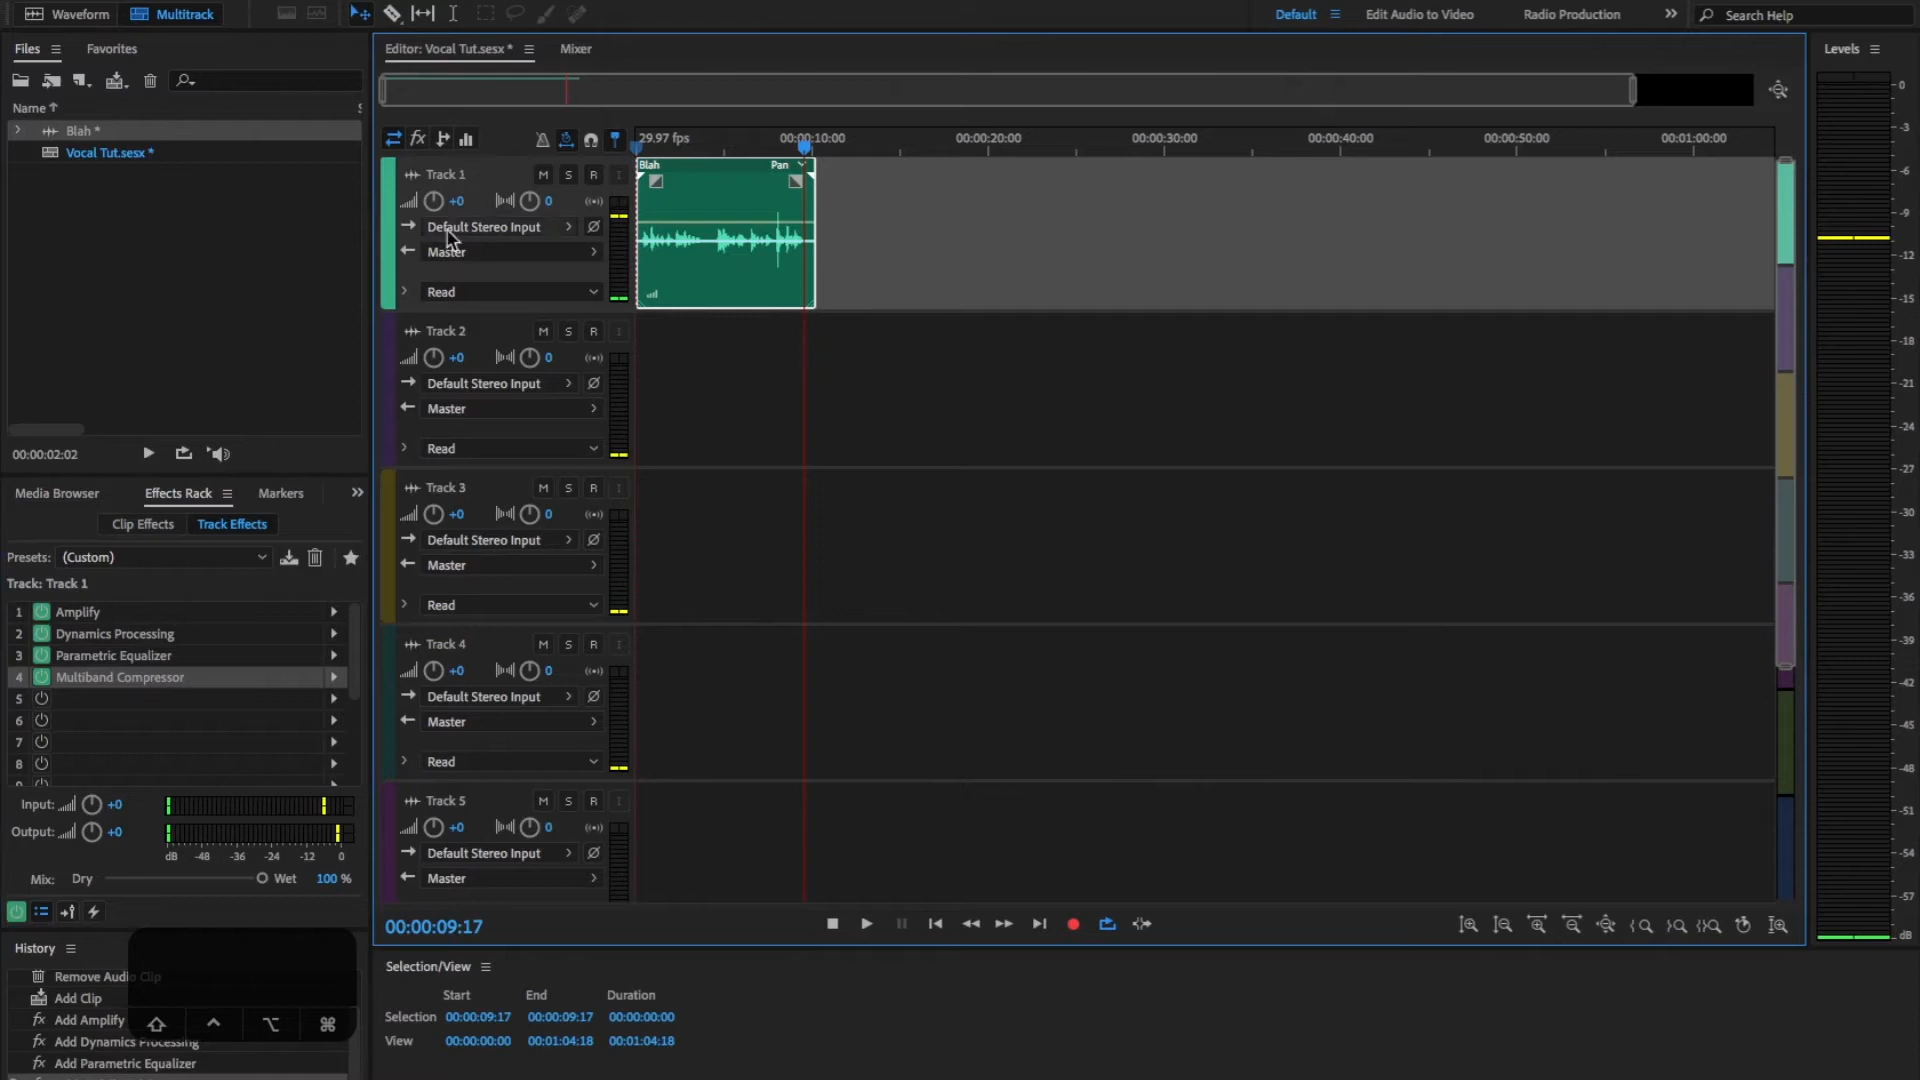 Waveform
Multitrack
Default
Edit Audio to Video
Radio Production
Search Help
Files
Favorites
Name
Blah *
Vocal Tut.sesx *
00:00:02:02
Media Browser
Effects Rack
Markers
Clip Effects
Track Effects
Presets: (Custom)
Track: Track 1
1 Amplify
2 Dynamics Processing
3 Parametric Equalizer
4 Multiband Compressor
5
6
7
8
Input: +0
Output: +0
dB -48 -36 -24 -12 0
Mix: Dry Wet 100 %
History
Remove Audio Clip
Add Clip
Add Amplify
Add Dynamics Processing
Add Parametric Equalizer
Editor: Vocal Tut.sesx *
Mixer
29.97 fps 00:00:10:00 00:00:20:00 00:00:30:00 00:00:40:00 00:00:50:00 00:01:00:00
Track 1 M S R I
+0 0
Default Stereo Input
Master
Read
Blah Pan
Track 2 M S R I
+0 0
Default Stereo Input
Master
Read
Track 3 M S R I
+0 0
Default Stereo Input
Master
Read
Track 4 M S R I
+0 0
Default Stereo Input
Master
Read
Track 5 M S R I
+0 0
Default Stereo Input
Master
00:00:09:17
Selection/View
Start End Duration
Selection 00:00:09:17 00:00:09:17 00:00:00:00
View 00:00:00:00 00:01:04:18 00:01:04:18
Levels
0
-3
-6
-9
-12
-15
-18
-21
-24
-27
-30
-33
-36
-39
-42
-45
-48
-51
-54
-57
dB